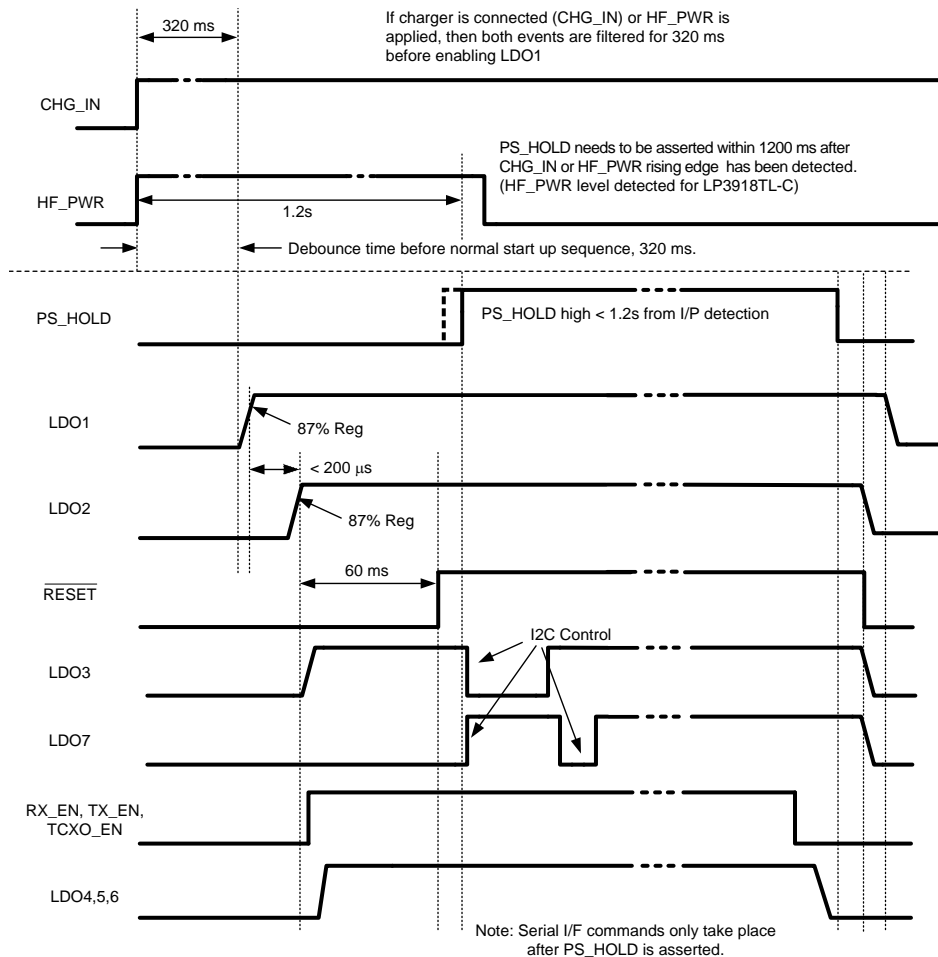 320 ms
If charger is connected (CHG_IN) or HF_PWR is
applied, then both events are filtered for 320 ms
before enabling LDO1
CHG_IN
PS_HOLD needs to be asserted within 1200 ms after
CHG_IN or HF_PWR rising edge has been detected.
(HF_PWR level detected for LP3918TL-C)
HF_PWR
1.2s
Debounce time before normal start up sequence, 320 ms.
PS_HOLD
PS_HOLD high < 1.2s from I/P detection
LDO1
87% Reg
< 200 μs
LDO2
87% Reg
60 ms
RESET
I2C Control
LDO3
LDO7
RX_EN, TX_EN,
TCXO_EN
LDO4,5,6
Note: Serial I/F commands only take place
after PS_HOLD is asserted.